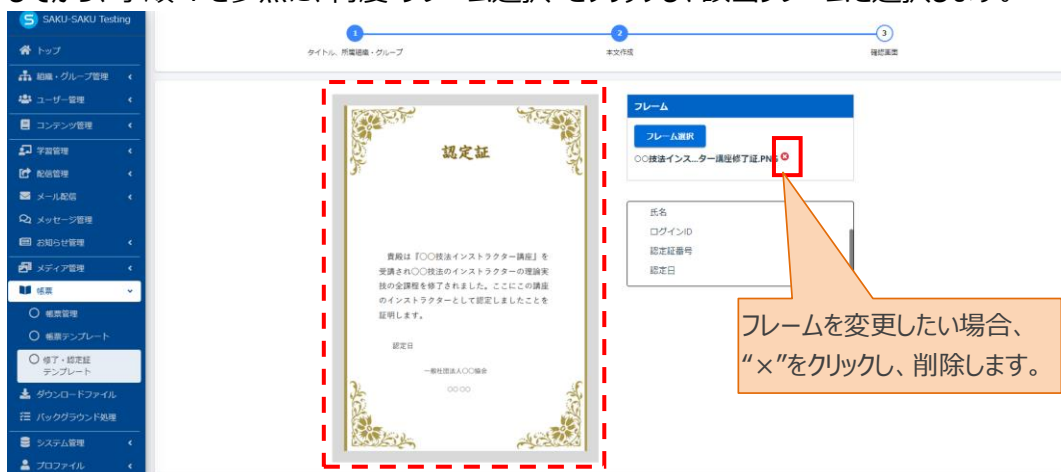 SAKU-SAKU Testing
トップ
組織・グループ管理
ユーザー管理
コンテンツ管理
学習管理
配信管理
メール配信
メッセージ管理
お知らせ管理
メディア管理
帳票
帳票管理
帳票テンプレート
修了・認定証
テンプレート
ダウンロードファイル
バックグラウンド処理
システム管理
プロファイル
1
2
3
タイトル、所属組織・グループ
本文作成
確認画面
認定証
貴殿は『〇〇技法インストラクター講座』を
受講され〇〇技法のインストラクターの理論実
技の全課程を修了されました。ここにこの講座
のインストラクターとして認定しましたことを
証明します。
認定日
一般社団法人〇〇協会
〇〇 〇〇
フレーム
フレーム選択
〇〇技法インス...ター講座修了証.PNG
氏名
ログインID
認定証番号
認定日
フレームを変更したい場合、
“×”をクリックし、削除します。